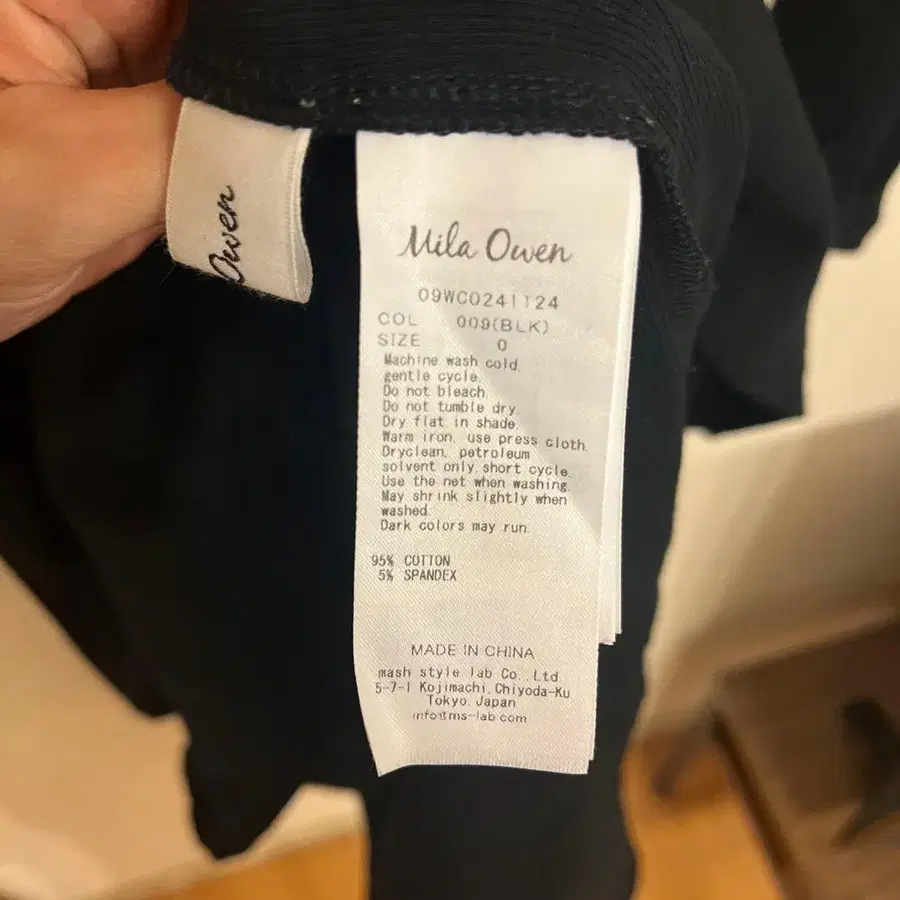 Owen
Mila Owen
09WC0241124
COL 009(BLK)
SIZE 0
Machine wash cold.
gentle cycle.
Do not bleach.
Do not tumble dry.
Dry flat in shade.
Warm iron. use press cloth.
Dryclean, petroleum
solvent only. short cycle.
Use the net when washing.
May shrink slightly when
washed.
Dark colors may run.
95% COTTON
5% SPANDEX
MADE IN CHINA
mash style lab Co., Ltd.
5-7-1 Kojimachi, Chiyoda-Ku
Tokyo, Japan
info@ms-lab.com